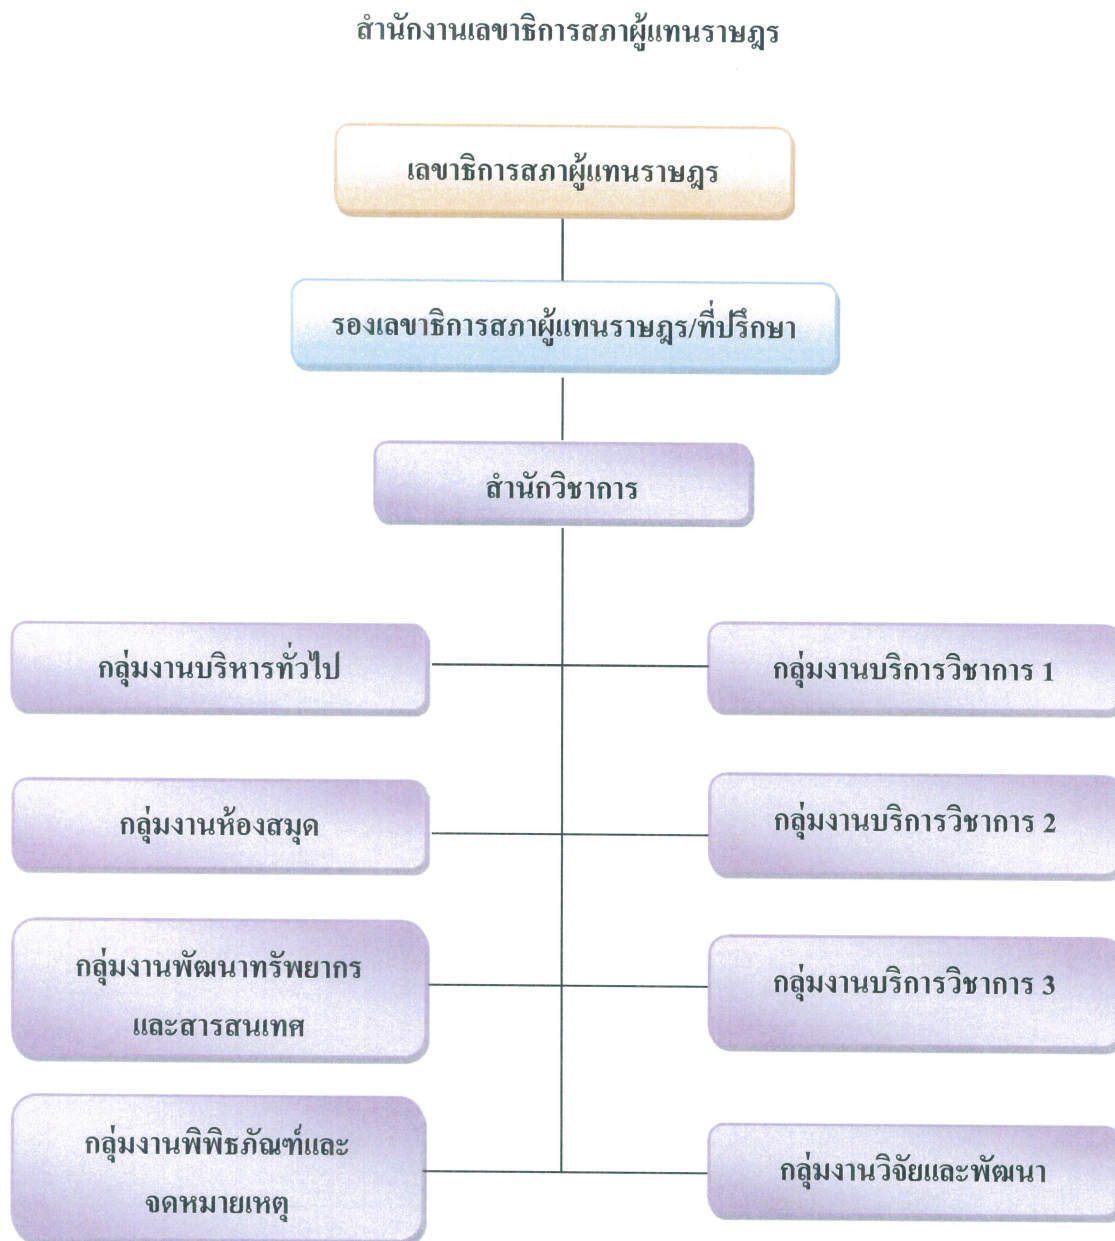 สำนักงานเลขาธิการสภาผู้แทนราษฎร
เลขาธิการสภาผู้แทนราษฎร
รองเลขาธิการสภาผู้แทนราษฎร/ที่ปรึกษา
สำนักวิชาการ
กลุ่มงานบริหารทั่วไป
กลุ่มงานบริการวิชาการ 1
กลุ่มงานห้องสมุด
กลุ่มงานบริการวิชาการ 2
กลุ่มงานพัฒนาทรัพยากร
และสารสนเทศ
กลุ่มงานบริการวิชาการ 3
กลุ่มงานพิพิธภัณฑ์และ
จดหมายเหตุ
กลุ่มงานวิจัยและพัฒนา